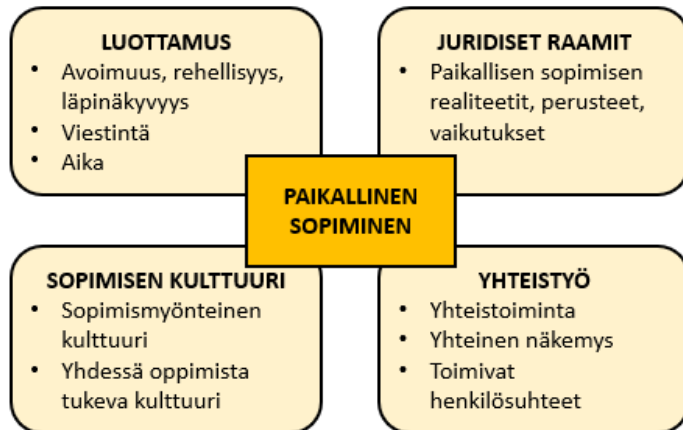 LUOTTAMUS
• Avoimuus, rehellisyys,
läpinäkyvyys
• Viestintä
• Aika
JURIDISET RAAMIT
• Paikallisen sopimisen
realiteetit, perusteet,
vaikutukset
PAIKALLINEN
SOPIMINEN
SOPIMISEN KULTTUURI
• Sopimismyönteinen
kulttuuri
• Yhdessä oppimista
tukeva kulttuuri
YHTEISTYÖ
• Yhteistoiminta
• Yhteinen näkemys
• Toimivat
henkilösuhteet